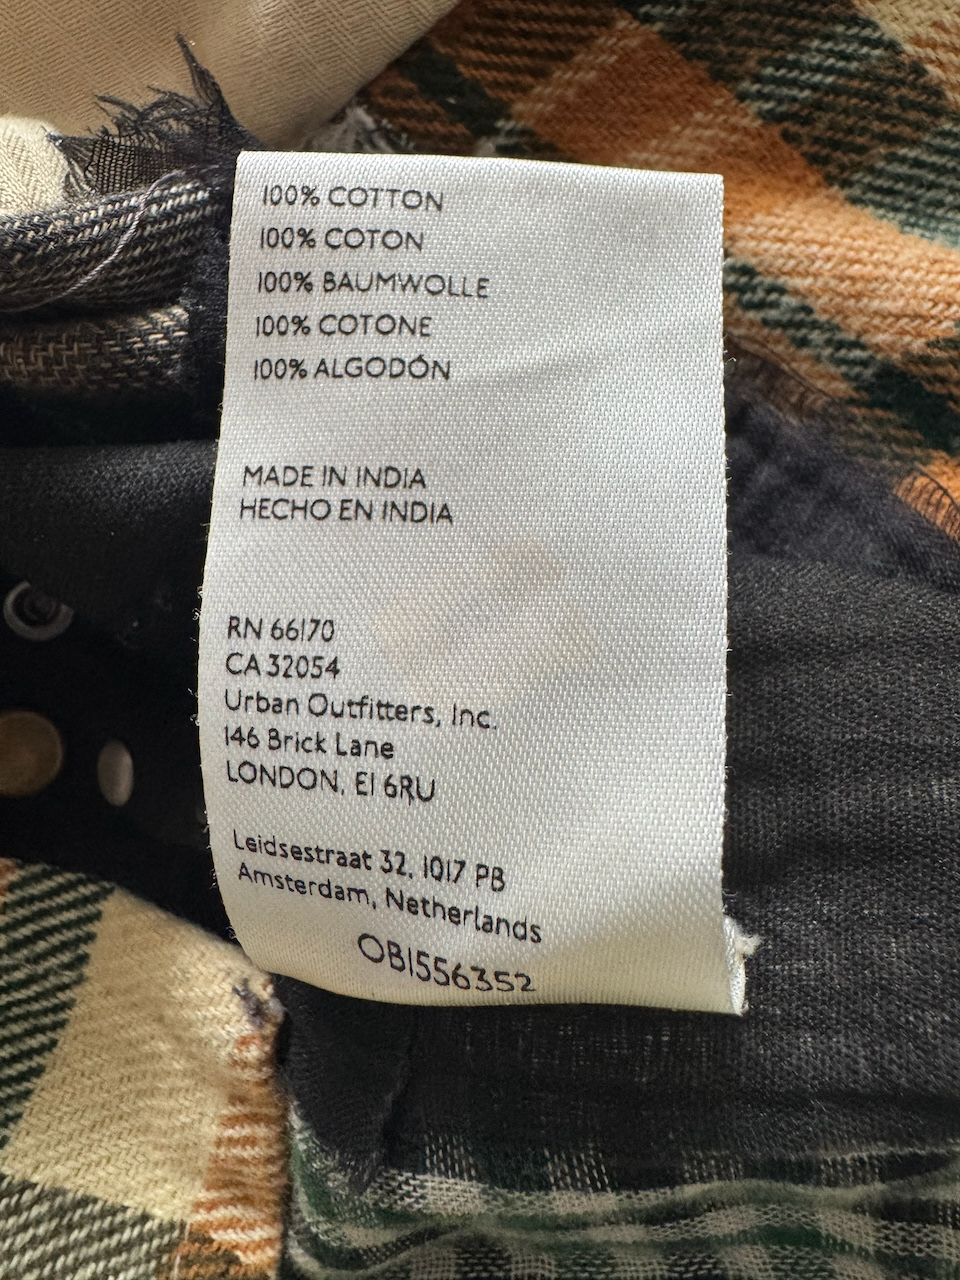 100% COTTON
100% COTON
100% BAUMWOLLE
100% COTONE
100% ALGODÓN
MADE IN INDIA
HECHO EN INDIA
RN 66170
CA 32054
Urban Outfitters, Inc.
146 Brick Lane
LONDON, E1 6RU
Leidsestraat 32, 1017 PB
Amsterdam, Netherlands
OB1556352